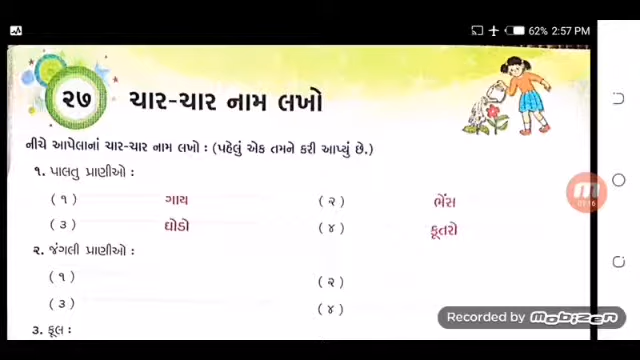 62% 2:57 PM
૨૭ ચાર-ચાર નામ લખો
નીચે આપેલાનાં ચાર-ચાર નામ લખો : (પહેલું એક તમને કરી આપ્યું છે.)
૧. પાલતુ પ્રાણીઓ :
(૧) ગાય (૨) ભેંસ
(૩) ઘોડો (૪) કૂતરો
૨. જંગલી પ્રાણીઓ :
(૧) (૨)
(૩) (૪)
૩. ફૂલ :
Recorded by Mobizen